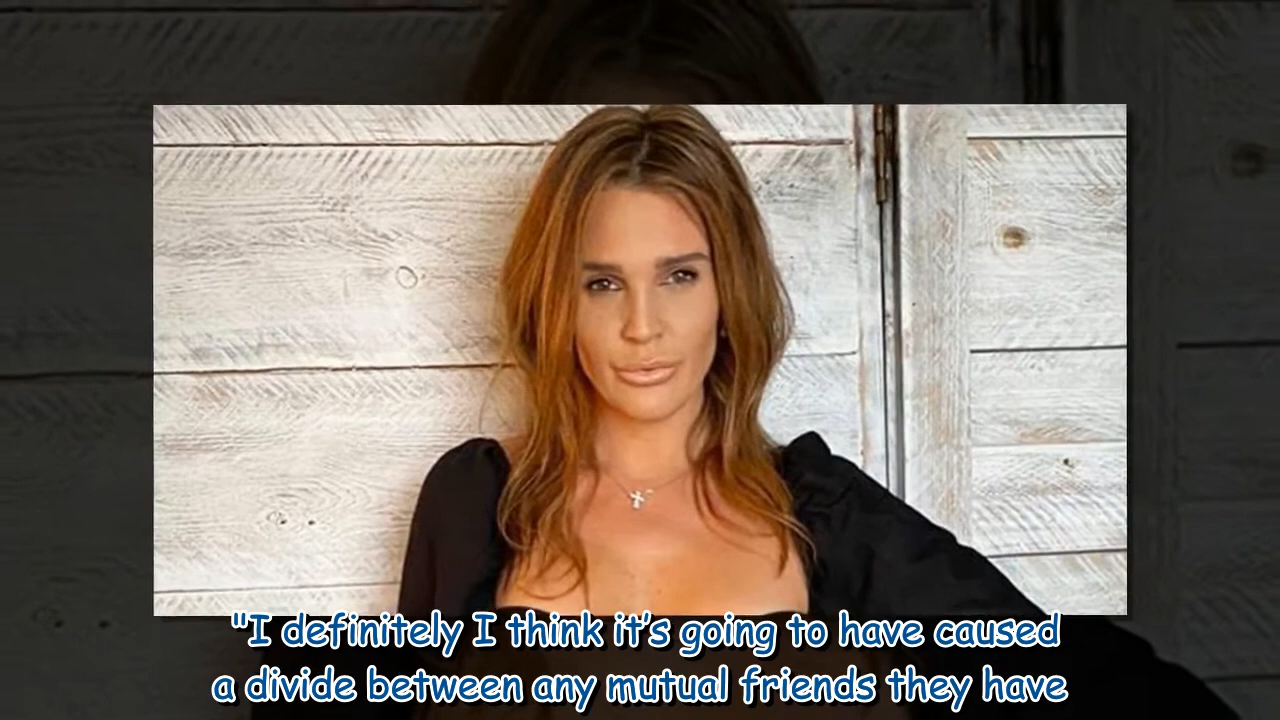 "I definitely I think it's going to have caused
a divide between any mutual friends they have